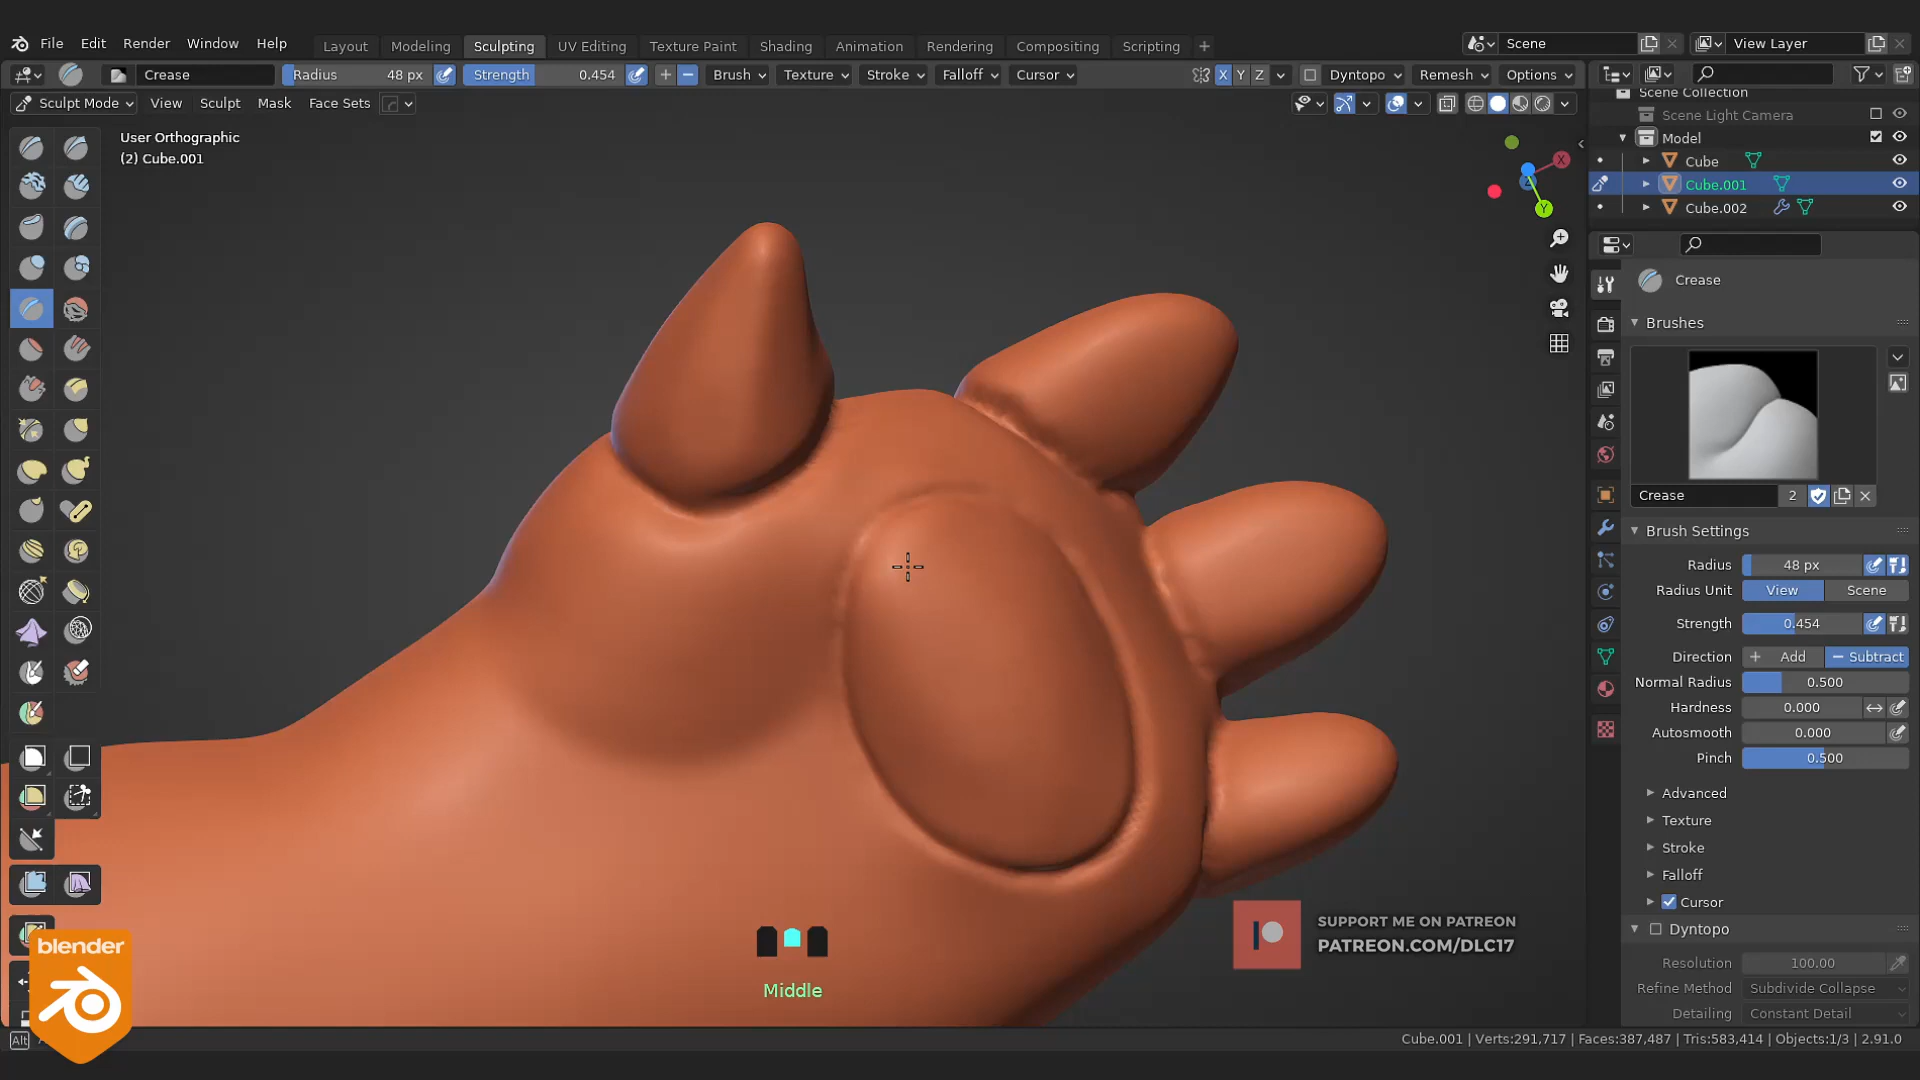 File Edit Render Window Help Layout Modeling Sculpting UV Editing Texture Paint Shading Animation Rendering Compositing Scripting + Scene View Layer
Crease Radius 48 px Strength 0.454 Brush Texture Stroke Falloff Cursor X Y Z Dyntopo Remesh Options
Sculpt Mode View Sculpt Mask Face Sets
User Orthographic
(2) Cube.001
X
Y
Scene Collection
Scene Light Camera
Model
Cube
Cube.001
Cube.002
Crease
Brushes
Crease 2
Brush Settings
Radius 48 px
Radius Unit View Scene
Strength 0.454
Direction + Add − Subtract
Normal Radius 0.500
Hardness 0.000
Autosmooth 0.000
Pinch 0.500
Advanced
Texture
Stroke
Falloff
Cursor
Dyntopo
Resolution 100.00
Refine Method Subdivide Collapse
Detailing Constant Detail
SUPPORT ME ON PATREON
PATREON.COM/DLC17
Middle
blender
Alt
Cube.001 | Verts:291,717 | Faces:387,487 | Tris:583,414 | Objects:1/3 | 2.91.0